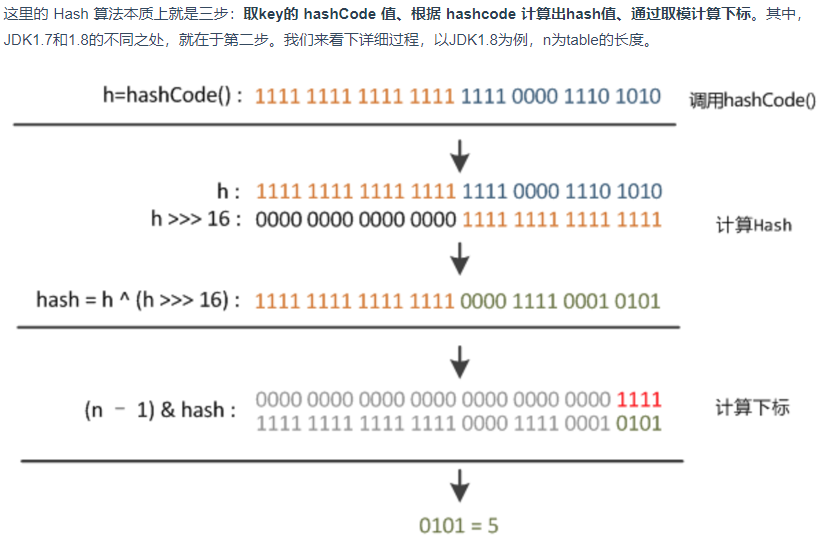 这里的 Hash 算法本质上就是三步：取key的 hashCode 值、根据 hashcode 计算出hash值、通过取模计算下标。其中，
JDK1.7和1.8的不同之处，就在于第二步。我们来看下详细过程，以JDK1.8为例，n为table的长度。
h=hashCode() : 1111 1111 1111 1111 1111 0000 1110 1010 调用hashCode()
h : 1111 1111 1111 1111 1111 0000 1110 1010
h >>> 16 : 0000 0000 0000 0000 1111 1111 1111 1111
计算Hash
hash = h ^ (h >>> 16) : 1111 1111 1111 1111 0000 1111 0001 0101
0000 0000 0000 0000 0000 0000 0000 1111
(n － 1) & hash : 计算下标
1111 1111 1111 1111 0000 1111 0001 0101
0101 = 5